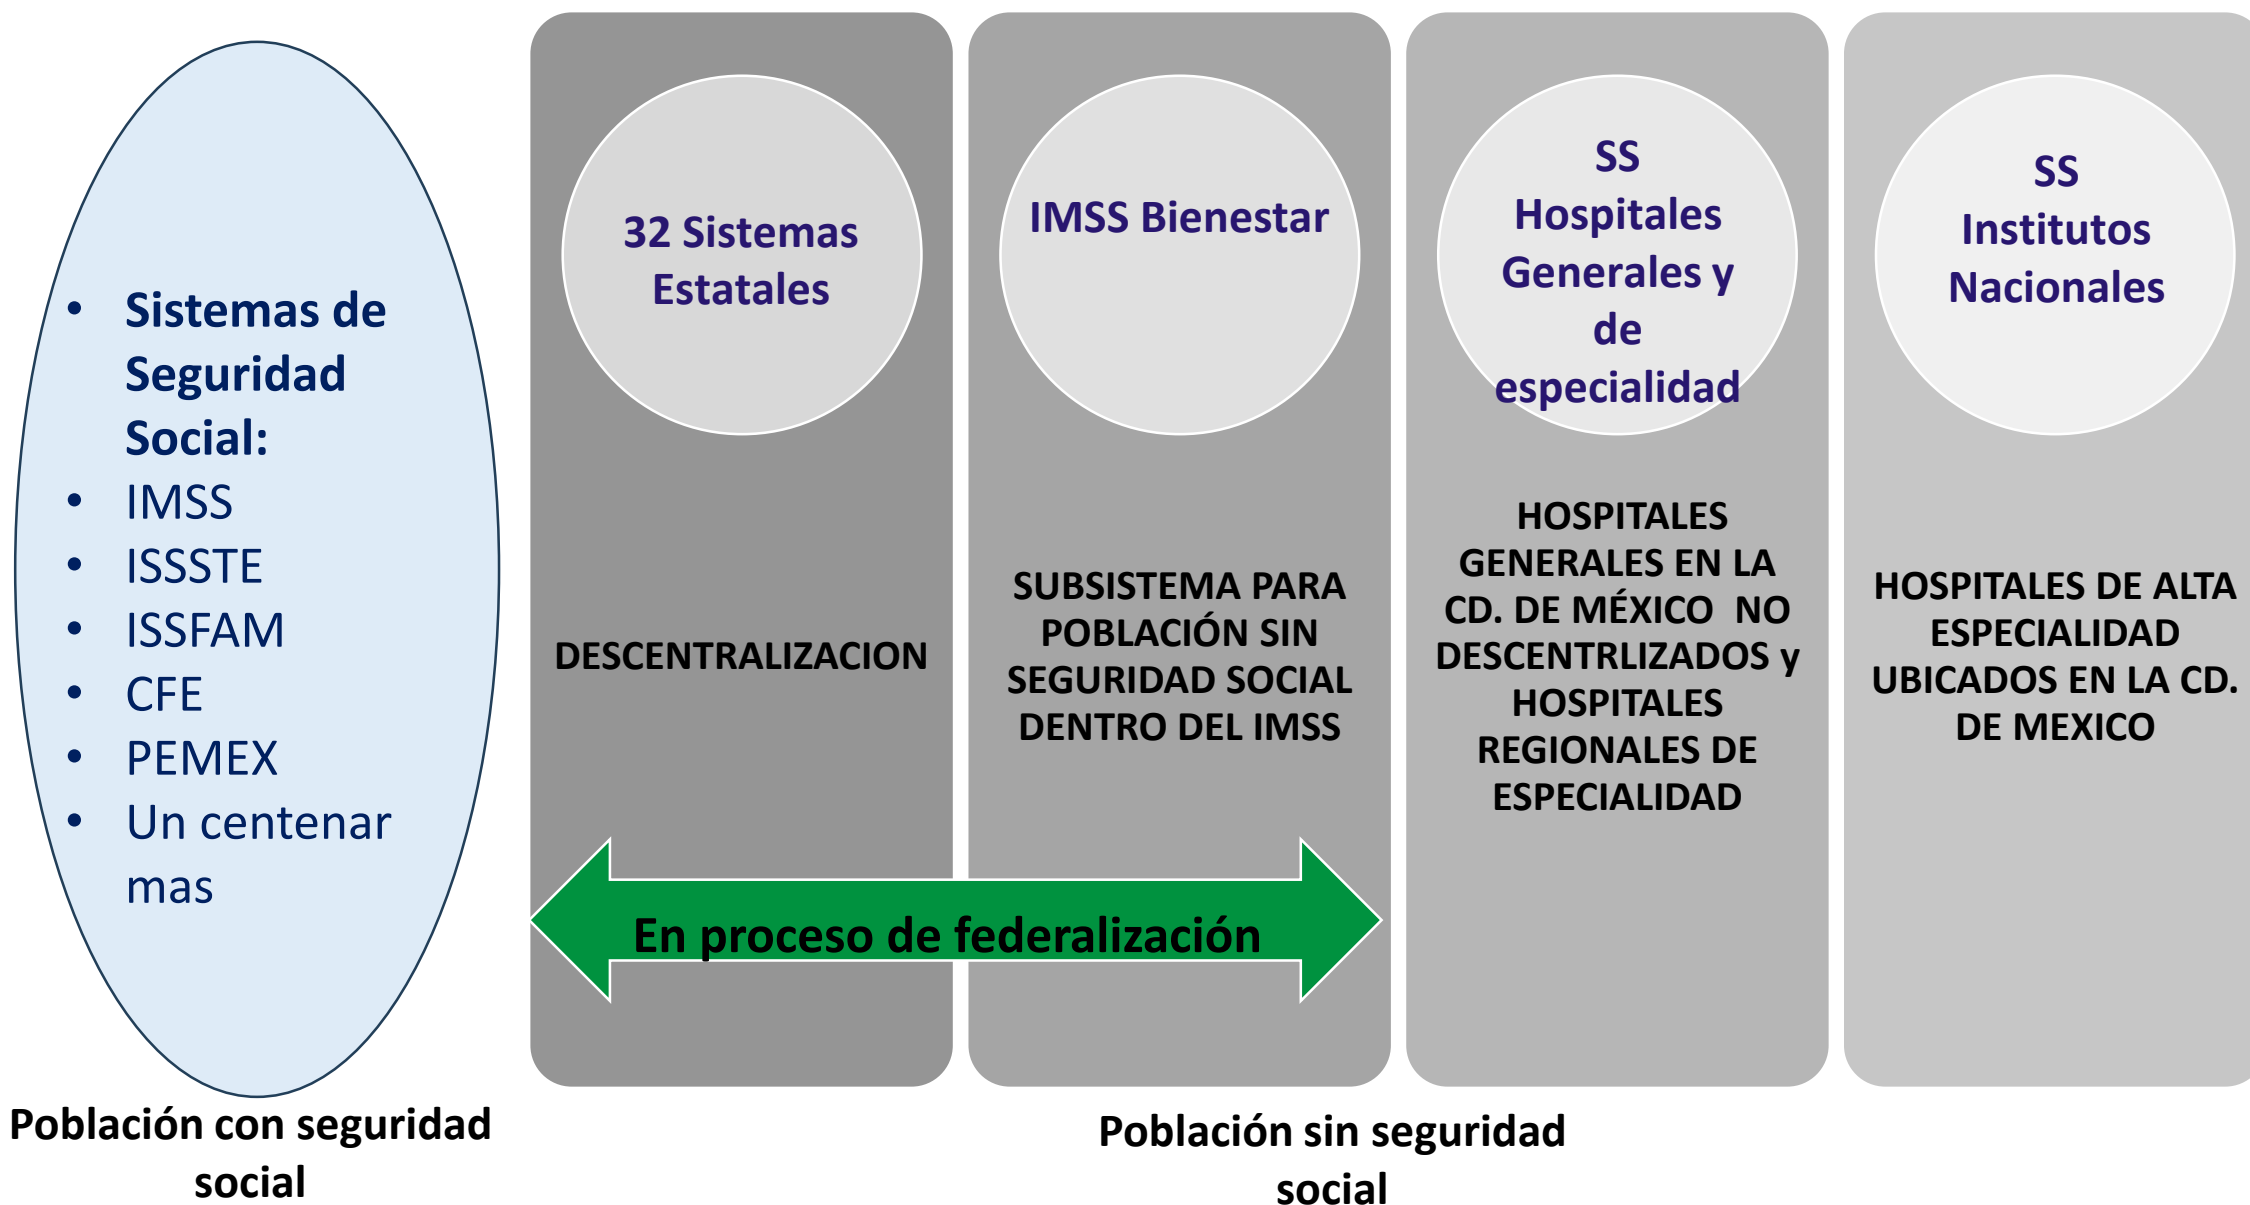 • Sistemas de
Seguridad
Social:
• IMSS
• ISSSTE
• ISSFAM
• CFE
• PEMEX
• Un centenar
mas
Población con seguridad
social
32 Sistemas
Estatales
DESCENTRALIZACION
IMSS Bienestar
SUBSISTEMA PARA
POBLACIÓN SIN
SEGURIDAD SOCIAL
DENTRO DEL IMSS
En proceso de federalización
SS
Hospitales
Generales y
de
especialidad
HOSPITALES
GENERALES EN LA
CD. DE MÉXICO NO
DESCENTRLIZADOS y
HOSPITALES
REGIONALES DE
ESPECIALIDAD
SS
Institutos
Nacionales
HOSPITALES DE ALTA
ESPECIALIDAD
UBICADOS EN LA CD.
DE MEXICO
Población sin seguridad
social